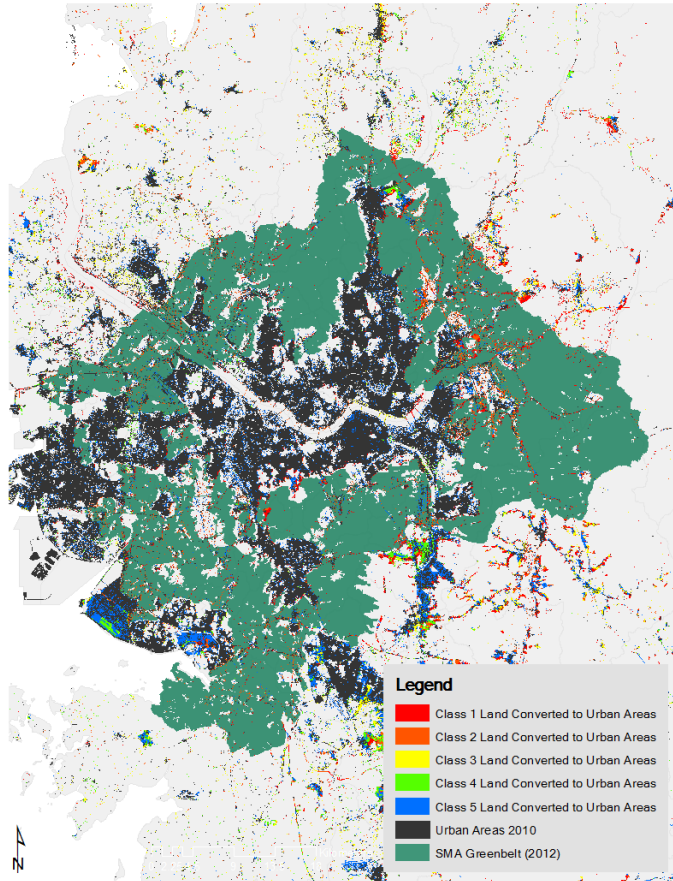 Legend
Class 1 Land Converted to Urban Areas
Class 2 Land Converted to Urban Areas
Class 3 Land Converted to Urban Areas
Class 4 Land Converted to Urban Areas
Class 5 Land Converted to Urban Areas
Urban Areas 2010
SMA Greenbelt (2012)
Z